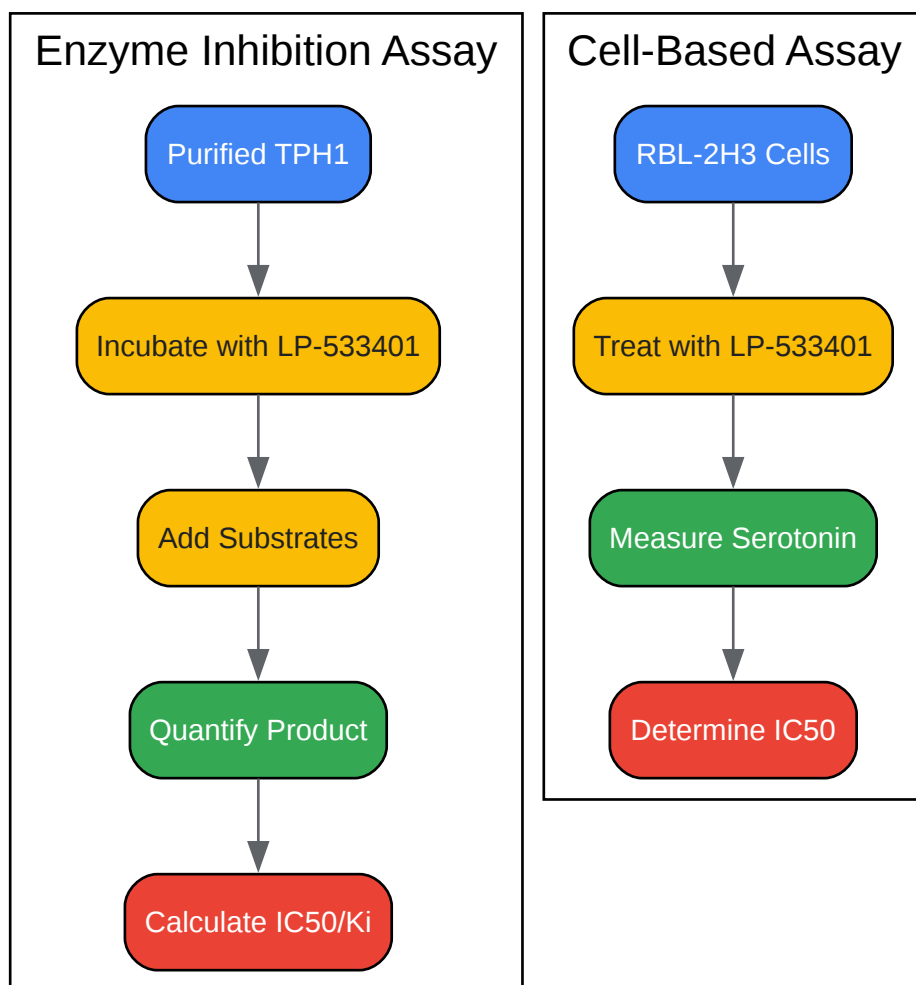 Enzyme Inhibition Assay
Purified TPH1
Incubate with LP-533401
Add Substrates
Quantify Product
Calculate IC50/Ki
Cell-Based Assay
RBL-2H3 Cells
Treat with LP-533401
Measure Serotonin
Determine IC50